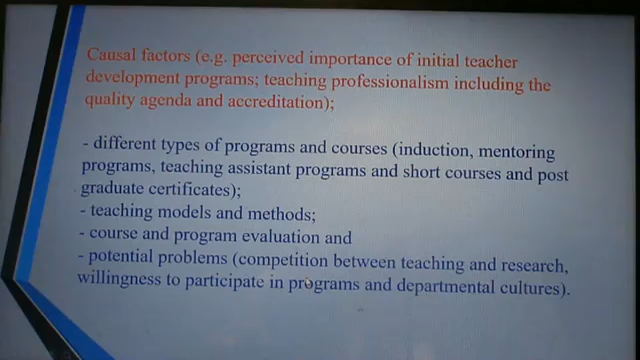 Causal factors (e.g. perceived importance of initial teacher
development programs; teaching professionalism including the
quality agenda and accreditation);
- different types of programs and courses (induction, mentoring
programs, teaching assistant programs and short courses and post
graduate certificates);
- teaching models and methods;
- course and program evaluation and
- potential problems (competition between teaching and research,
willingness to participate in programs and departmental cultures).